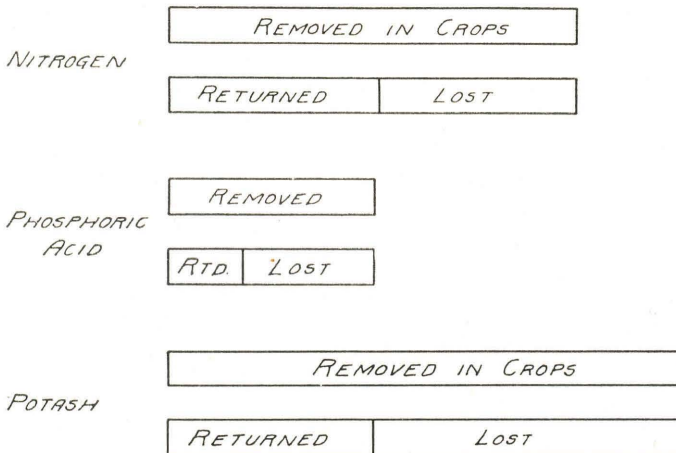 REMOVED IN CROPS
NITROGEN
RETURNED LOST
REMOVED
PHOSPHORIC
ACID
RTD. LOST
REMOVED IN CROPS
POTASH
RETURNED LOST